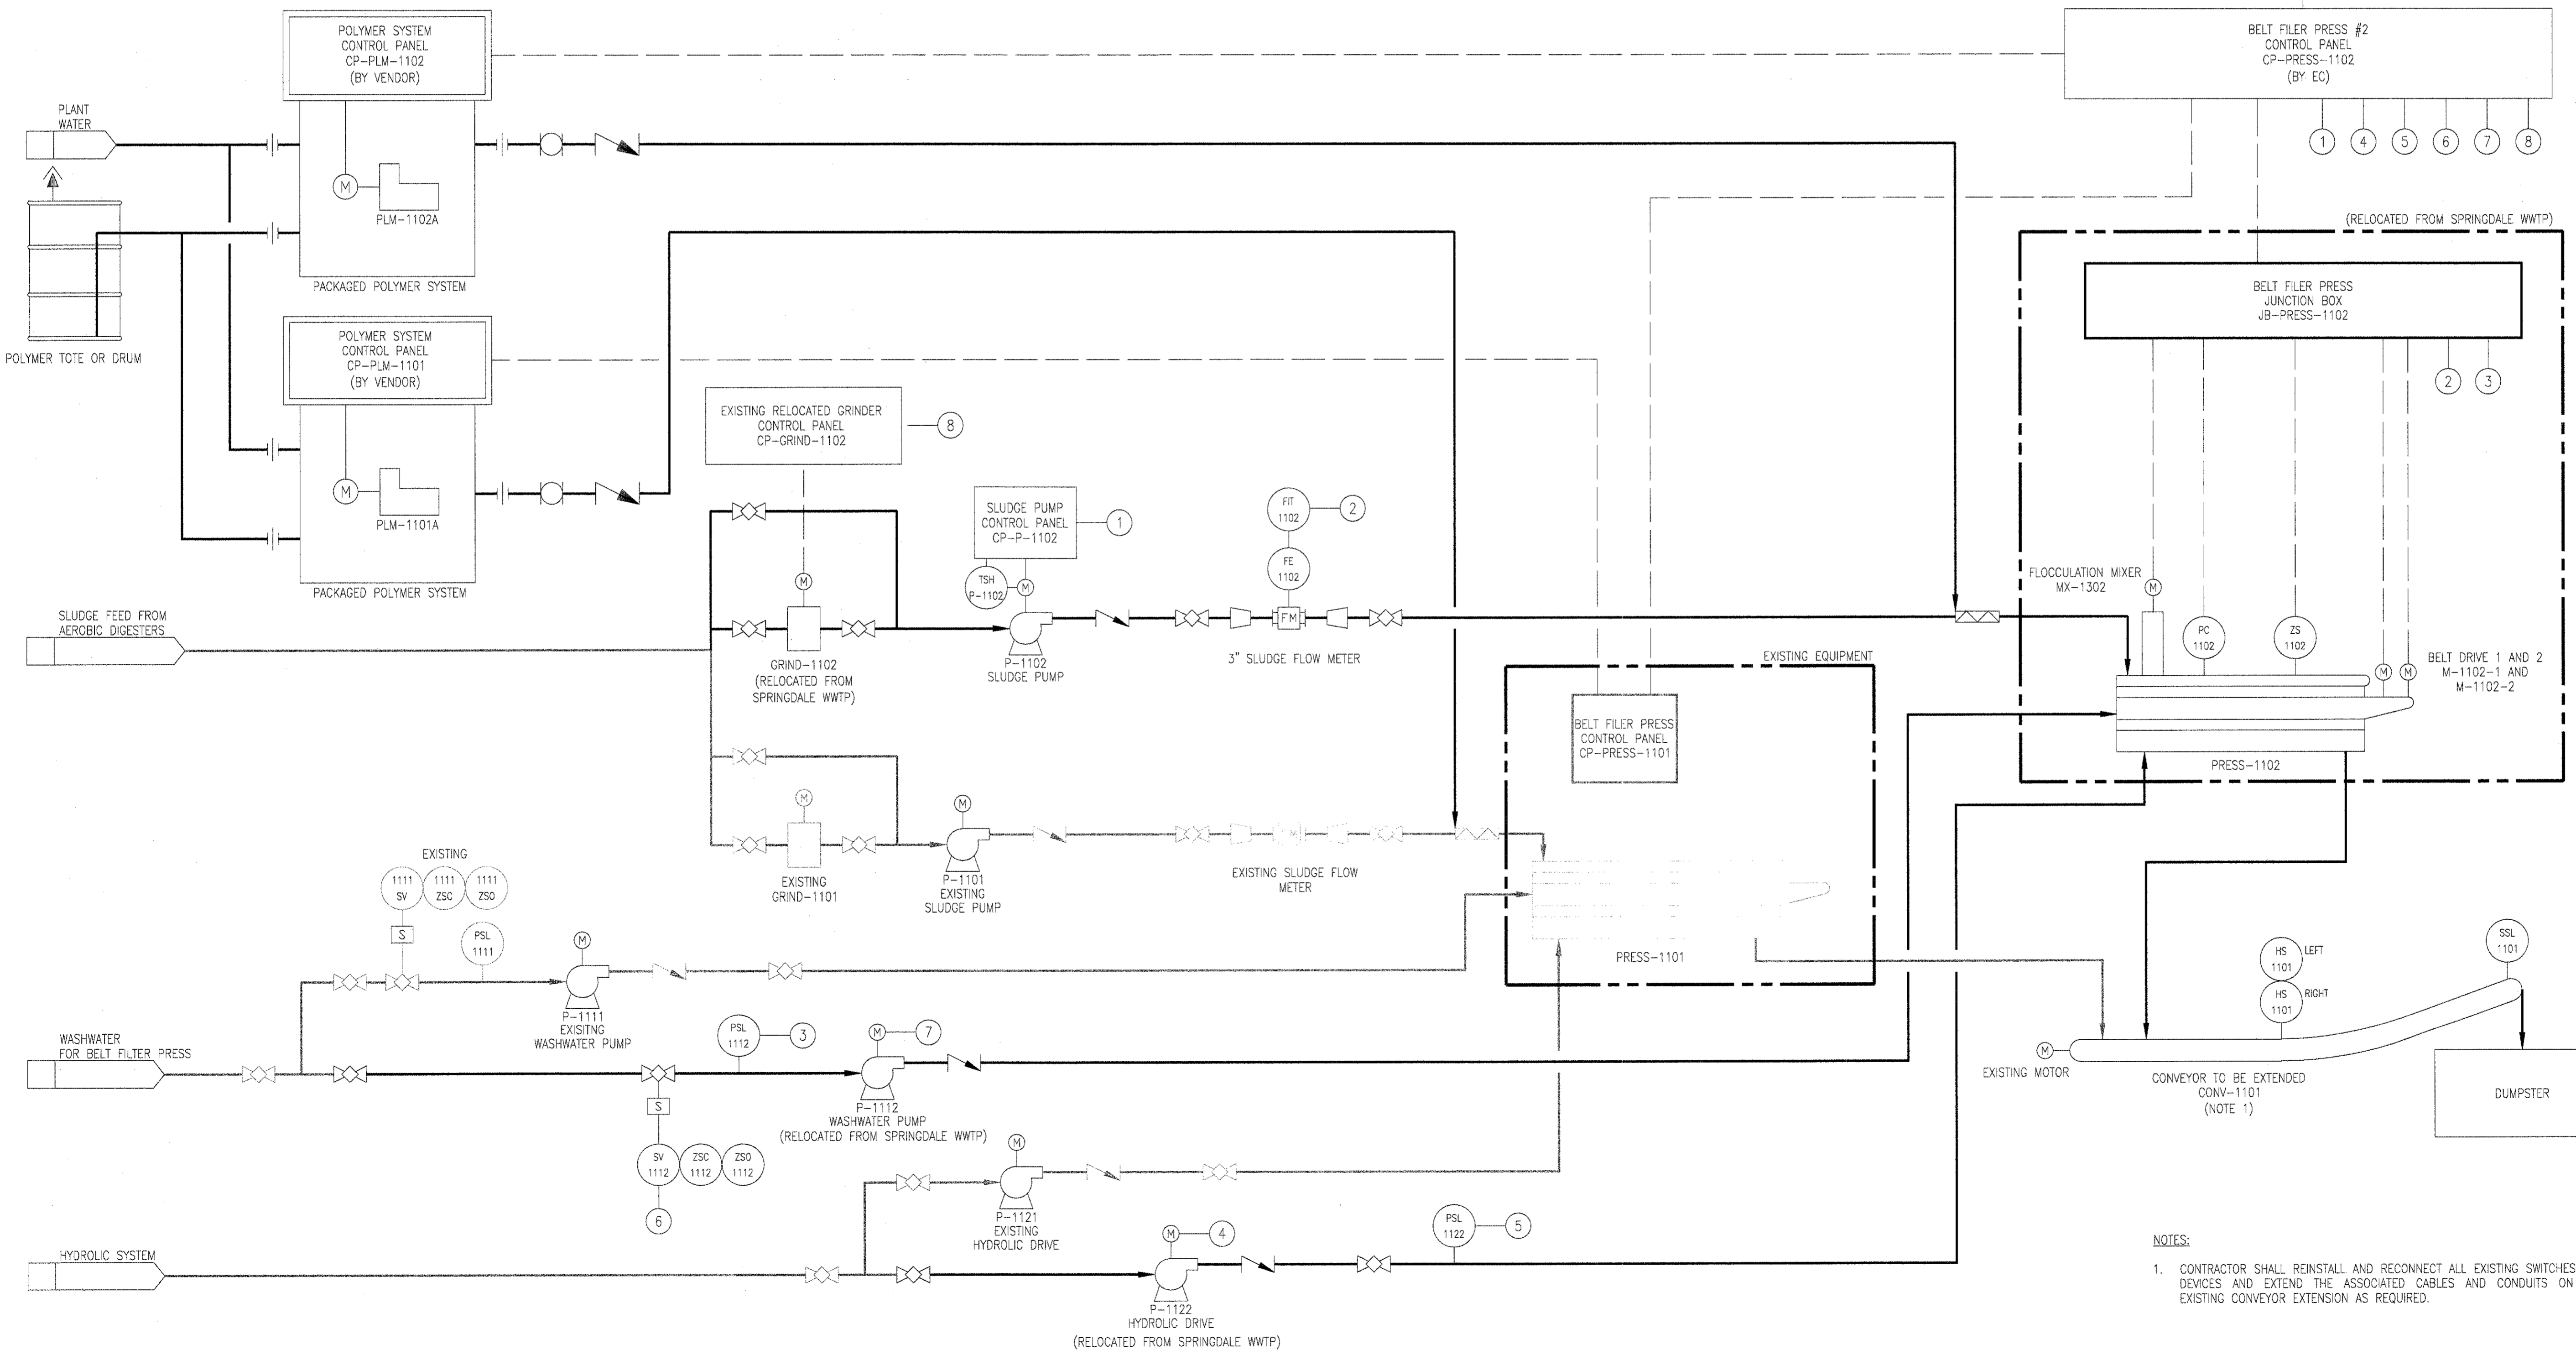 POLYMER SYSTEM
CONTROL PANEL
CP-PLM-1102
(BY VENDOR)
BELT FILER PRESS #2
CONTROL PANEL
CP-PRESS-1102
(BY EC)
1
4
5
6
7
8
PLANT
WATER
M
PLM-1102A
PACKAGED POLYMER SYSTEM
POLYMER TOTE OR DRUM
POLYMER SYSTEM
CONTROL PANEL
CP-PLM-1101
(BY VENDOR)
M
PLM-1101A
PACKAGED POLYMER SYSTEM
(RELOCATED FROM SPRINGDALE WWTP)
BELT FILER PRESS
JUNCTION BOX
JB-PRESS-1102
2
3
EXISTING RELOCATED GRINDER
CONTROL PANEL
CP-GRIND-1102
8
SLUDGE PUMP
CONTROL PANEL
CP-P-1102
1
FIT
1102
2
FE
1102
TSH
P-1102
M
M
FM
SLUDGE FEED FROM
AEROBIC DIGESTERS
GRIND-1102
(RELOCATED FROM
SPRINGDALE WWTP)
P-1102
SLUDGE PUMP
3" SLUDGE FLOW METER
FLOCCULATION MIXER
MX-1302
M
PC
1102
ZS
1102
M
M
BELT DRIVE 1 AND 2
M-1102-1 AND
M-1102-2
PRESS-1102
EXISTING EQUIPMENT
BELT FILER PRESS
CONTROL PANEL
CP-PRESS-1101
M
M
EXISTING
GRIND-1101
P-1101
EXISTING
SLUDGE PUMP
EXISTING SLUDGE FLOW
METER
PRESS-1101
EXISTING
1111
SV
1111
ZSC
1111
ZSO
S
PSL
1111
M
P-1111
EXISITNG
WASHWATER PUMP
WASHWATER
FOR BELT FILTER PRESS
PSL
1112
3
M
7
P-1112
WASHWATER PUMP
(RELOCATED FROM SPRINGDALE WWTP)
S
SV
1112
ZSC
1112
ZSO
1112
6
SSL
1101
HS
1101
LEFT
HS
1101
RIGHT
M
EXISTING MOTOR
CONVEYOR TO BE EXTENDED
CONV-1101
(NOTE 1)
DUMPSTER
M
P-1121
EXISTING
HYDROLIC DRIVE
HYDROLIC SYSTEM
M
4
PSL
1122
5
P-1122
HYDROLIC DRIVE
(RELOCATED FROM SPRINGDALE WWTP)
NOTES:
1. CONTRACTOR SHALL REINSTALL AND RECONNECT ALL EXISTING SWITCHES
DEVICES AND EXTEND THE ASSOCIATED CABLES AND CONDUITS ON
EXISTING CONVEYOR EXTENSION AS REQUIRED.